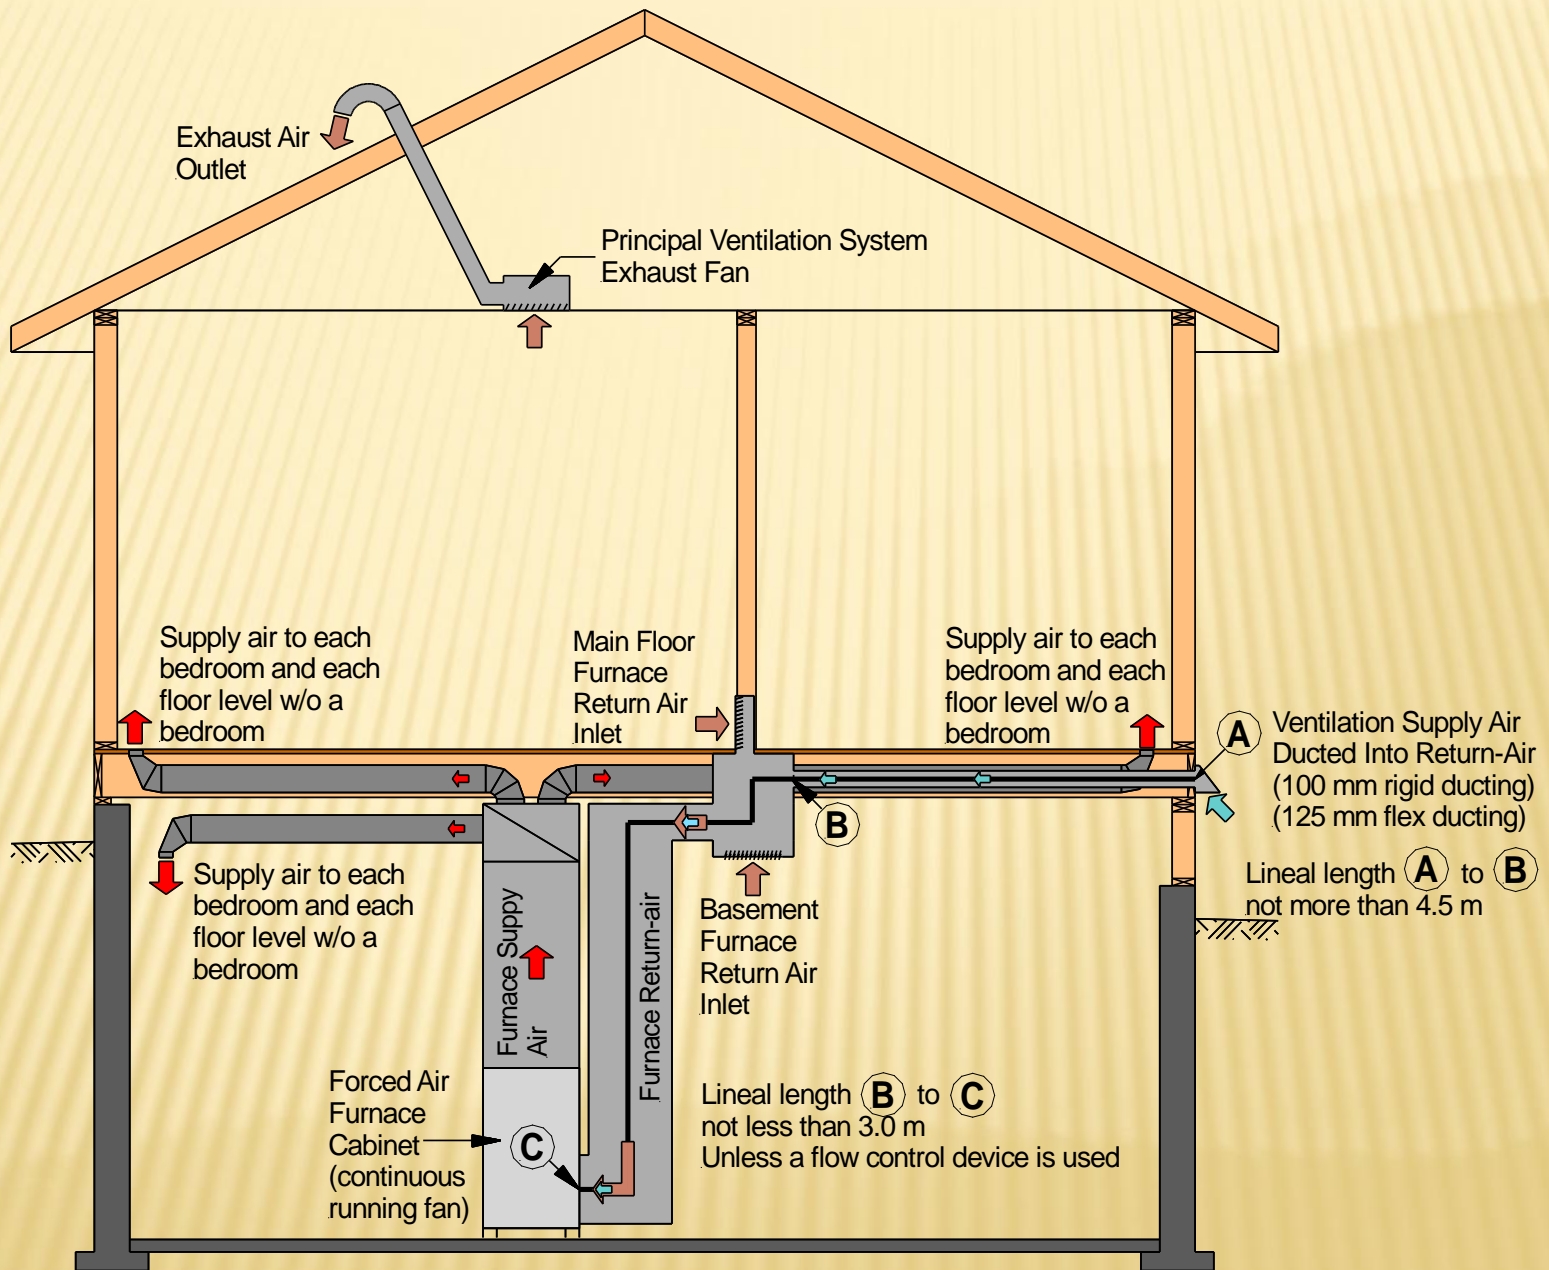 Exhaust Air
Outlet
Principal Ventilation System
Exhaust Fan
Supply air to each
bedroom and each
floor level w/o a
bedroom
Main Floor
Furnace
Return Air
Inlet
Supply air to each
bedroom and each
floor level w/o a
bedroom
A
Ventilation Supply Air
Ducted Into Return-Air
(100 mm rigid ducting)
(125 mm flex ducting)
B
Lineal length A to B
not more than 4.5 m
Supply air to each
bedroom and each
floor level w/o a
bedroom
Furnace Suppy
Air
Furnace Return-air
Basement
Furnace
Return Air
Inlet
Forced Air
Furnace
Cabinet
(continuous
running fan)
C
Lineal length B to C
not less than 3.0 m
Unless a flow control device is used